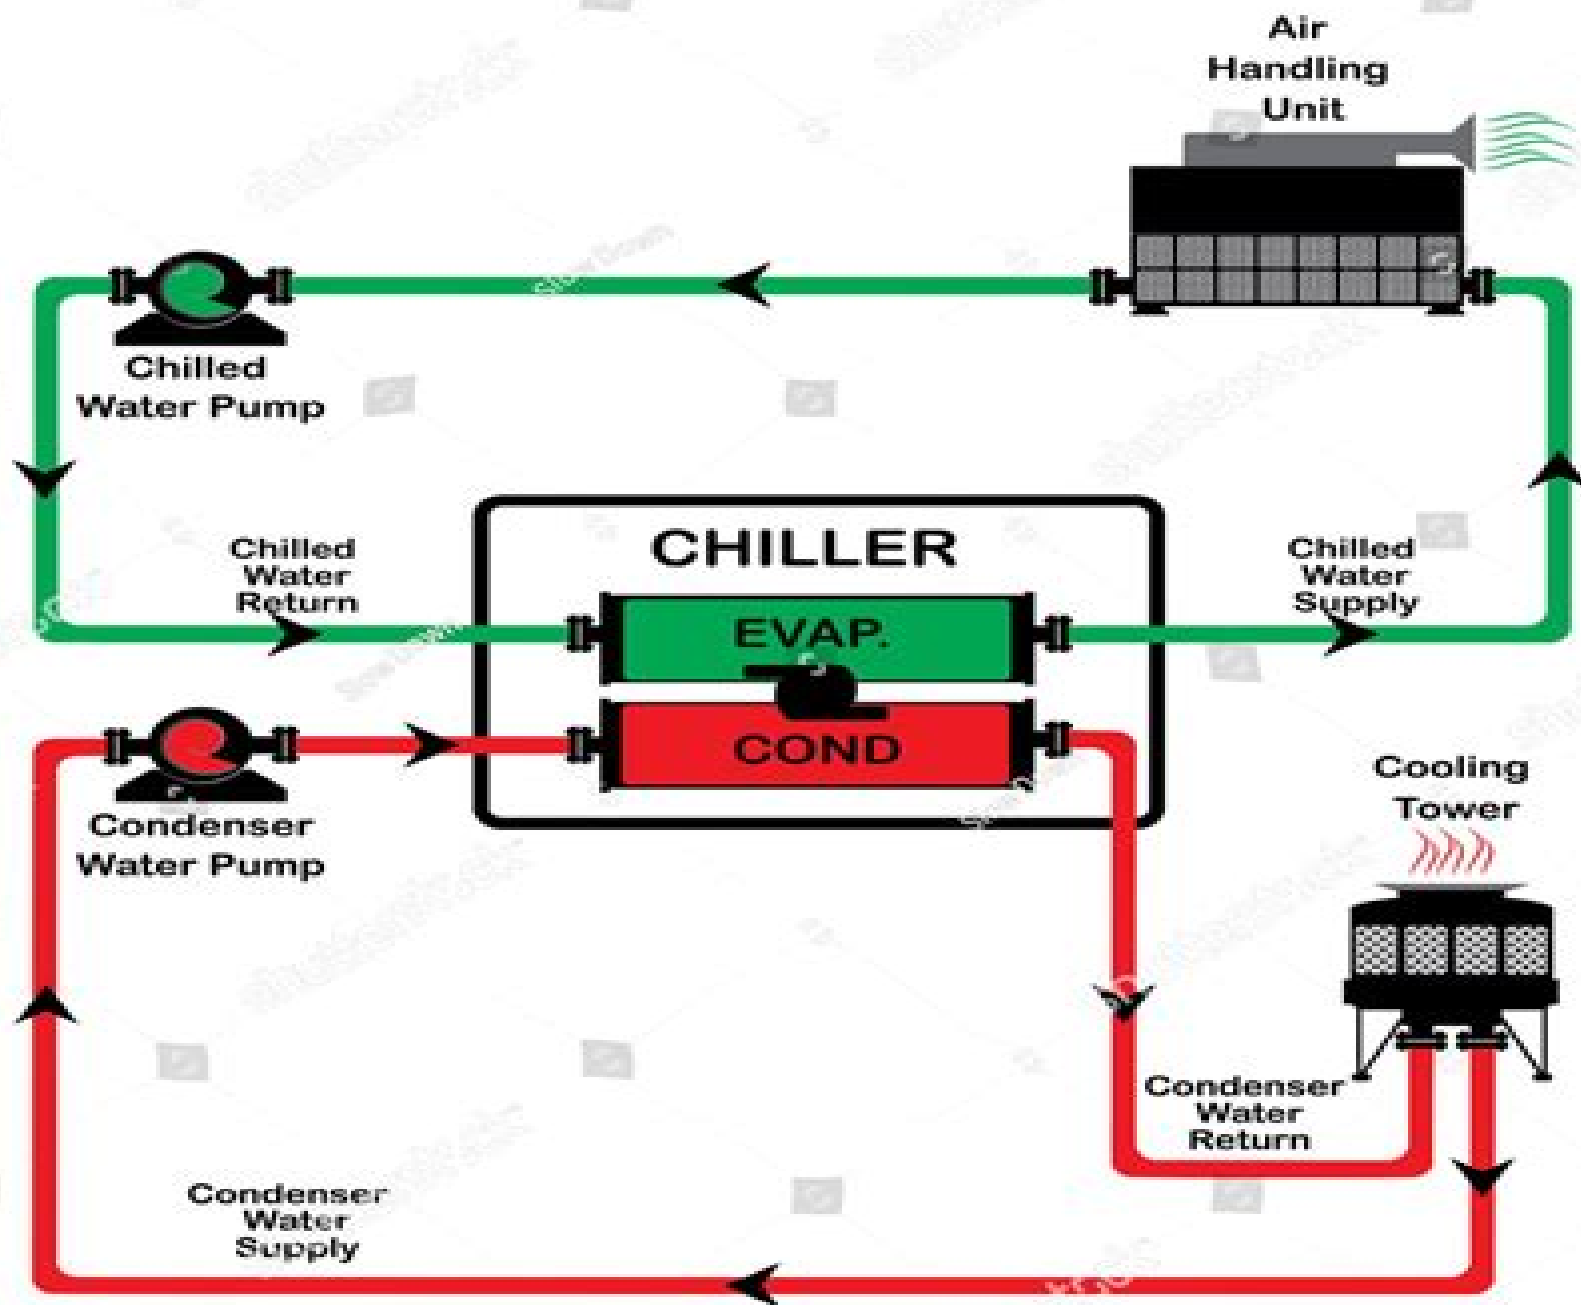 Air
Handling
Unit
Chilled
Water Pump
Chilled
Water
Return
CHILLER
Chilled
Water
Supply
EVAP.
COND
Condenser
Water Pump
Cooling
Tower
Condenser
Water
Return
Condenser
Water
Supply